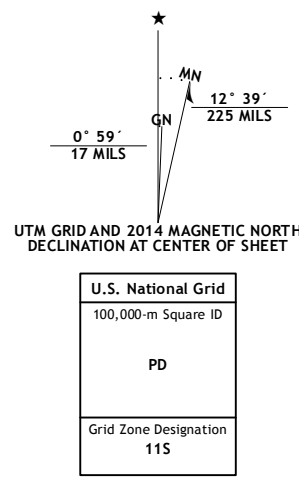 ★
MN
GN
12° 39´
225 MILS
0° 59´
17 MILS
UTM GRID AND 2014 MAGNETIC NORTH
DECLINATION AT CENTER OF SHEET
U.S. National Grid
100,000-m Square ID
PD
Grid Zone Designation
11S